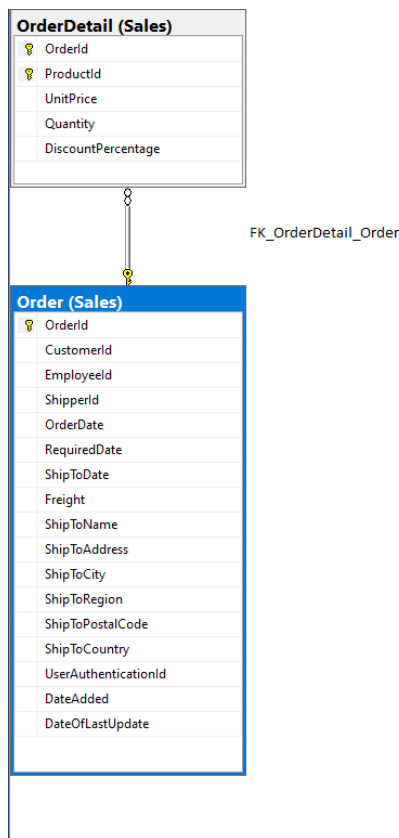 OrderDetail (Sales)
OrderId
ProductId
UnitPrice
Quantity
DiscountPercentage
FK_OrderDetail_Order
Order (Sales)
OrderId
CustomerId
EmployeeId
ShipperId
OrderDate
RequiredDate
ShipToDate
Freight
ShipToName
ShipToAddress
ShipToCity
ShipToRegion
ShipToPostalCode
ShipToCountry
UserAuthenticationId
DateAdded
DateOfLastUpdate